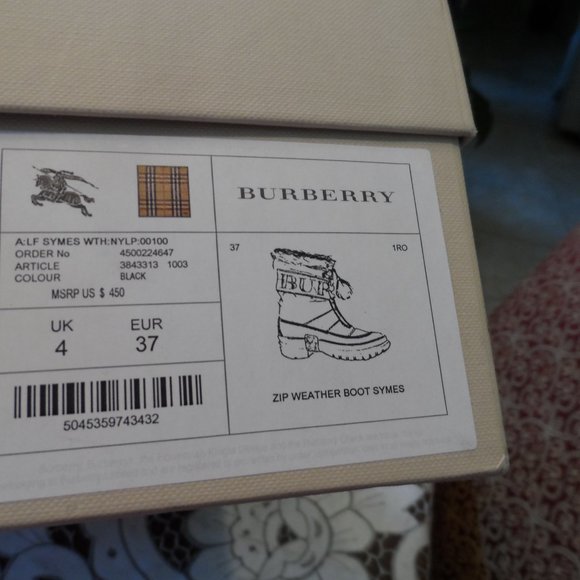 BURBERRY
A:LF SYMES WTH:NYLP:00100
ORDER No 4500224647
ARTICLE 3843313 1003
COLOUR BLACK
MSRP US $ 450
UK EUR
4 37
5045359743432
37 1RO
BUR
ZIP WEATHER BOOT SYMES